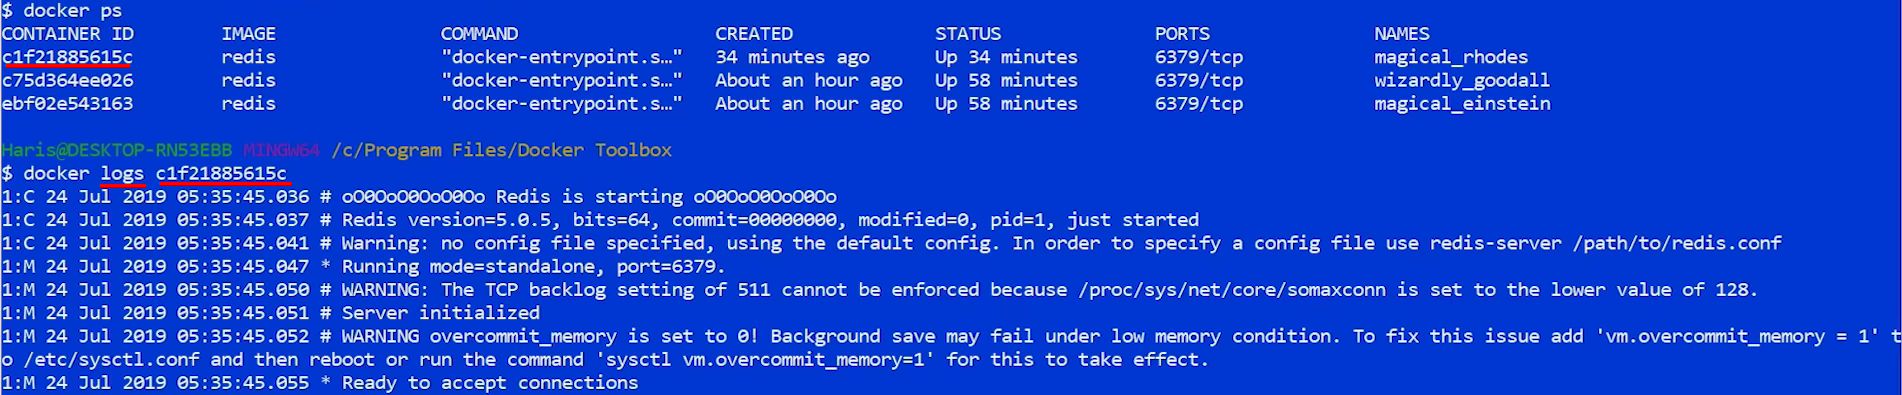 $ docker ps
CONTAINER ID        IMAGE               COMMAND                  CREATED             STATUS              PORTS               NAMES
c1f21885615c        redis               "docker-entrypoint.s…"   34 minutes ago      Up 34 minutes       6379/tcp            magical_rhodes
c75d364ee026        redis               "docker-entrypoint.s…"   About an hour ago   Up 58 minutes       6379/tcp            wizardly_goodall
ebf02e543163        redis               "docker-entrypoint.s…"   About an hour ago   Up 58 minutes       6379/tcp            magical_einstein
Haris@DESKTOP-RN53EBB MINGW64 /c/Program Files/Docker Toolbox
$ docker logs c1f21885615c
1:C 24 Jul 2019 05:35:45.036 # oO0OoO0OoO0Oo Redis is starting oO0OoO0OoO0Oo
1:C 24 Jul 2019 05:35:45.037 # Redis version=5.0.5, bits=64, commit=00000000, modified=0, pid=1, just started
1:C 24 Jul 2019 05:35:45.041 # Warning: no config file specified, using the default config. In order to specify a config file use redis-server /path/to/redis.conf
1:M 24 Jul 2019 05:35:45.047 * Running mode=standalone, port=6379.
1:M 24 Jul 2019 05:35:45.050 # WARNING: The TCP backlog setting of 511 cannot be enforced because /proc/sys/net/core/somaxconn is set to the lower value of 128.
1:M 24 Jul 2019 05:35:45.051 # Server initialized
1:M 24 Jul 2019 05:35:45.052 # WARNING overcommit_memory is set to 0! Background save may fail under low memory condition. To fix this issue add 'vm.overcommit_memory = 1' t
o /etc/sysctl.conf and then reboot or run the command 'sysctl vm.overcommit_memory=1' for this to take effect.
1:M 24 Jul 2019 05:35:45.055 * Ready to accept connections